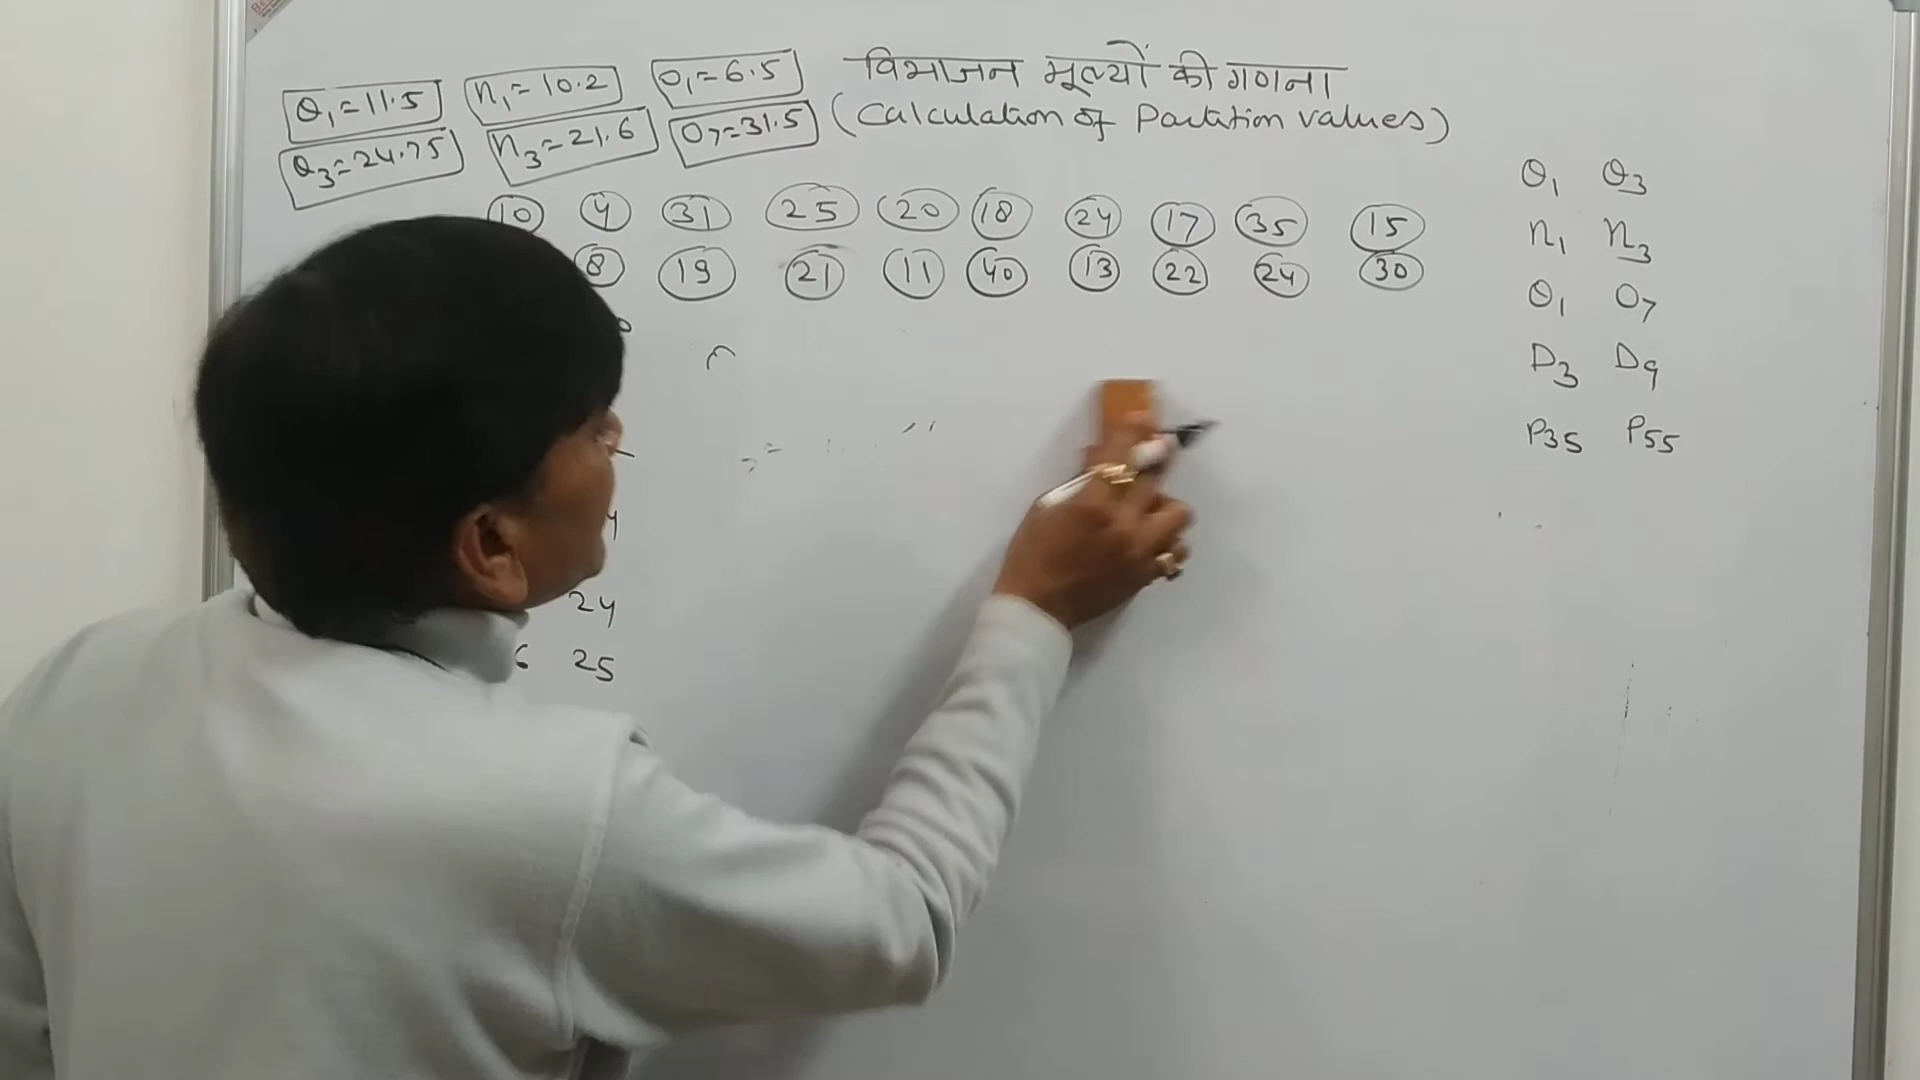 Q₁=11.5 n₁=10.2 O₁=6.5 विभाजन मूल्यों की गणना
Q₃=24.75 n₃=21.6 O₇=31.5 (Calculation of Partition values)
Q₁ Q₃
10 4 31 25 20 18 24 17 35 15
n₁ n₃
8 19 21 11 40 13 22 24 30
O₁ O₇
D₃ D₉
P₃₅ P₅₅
24
6 25